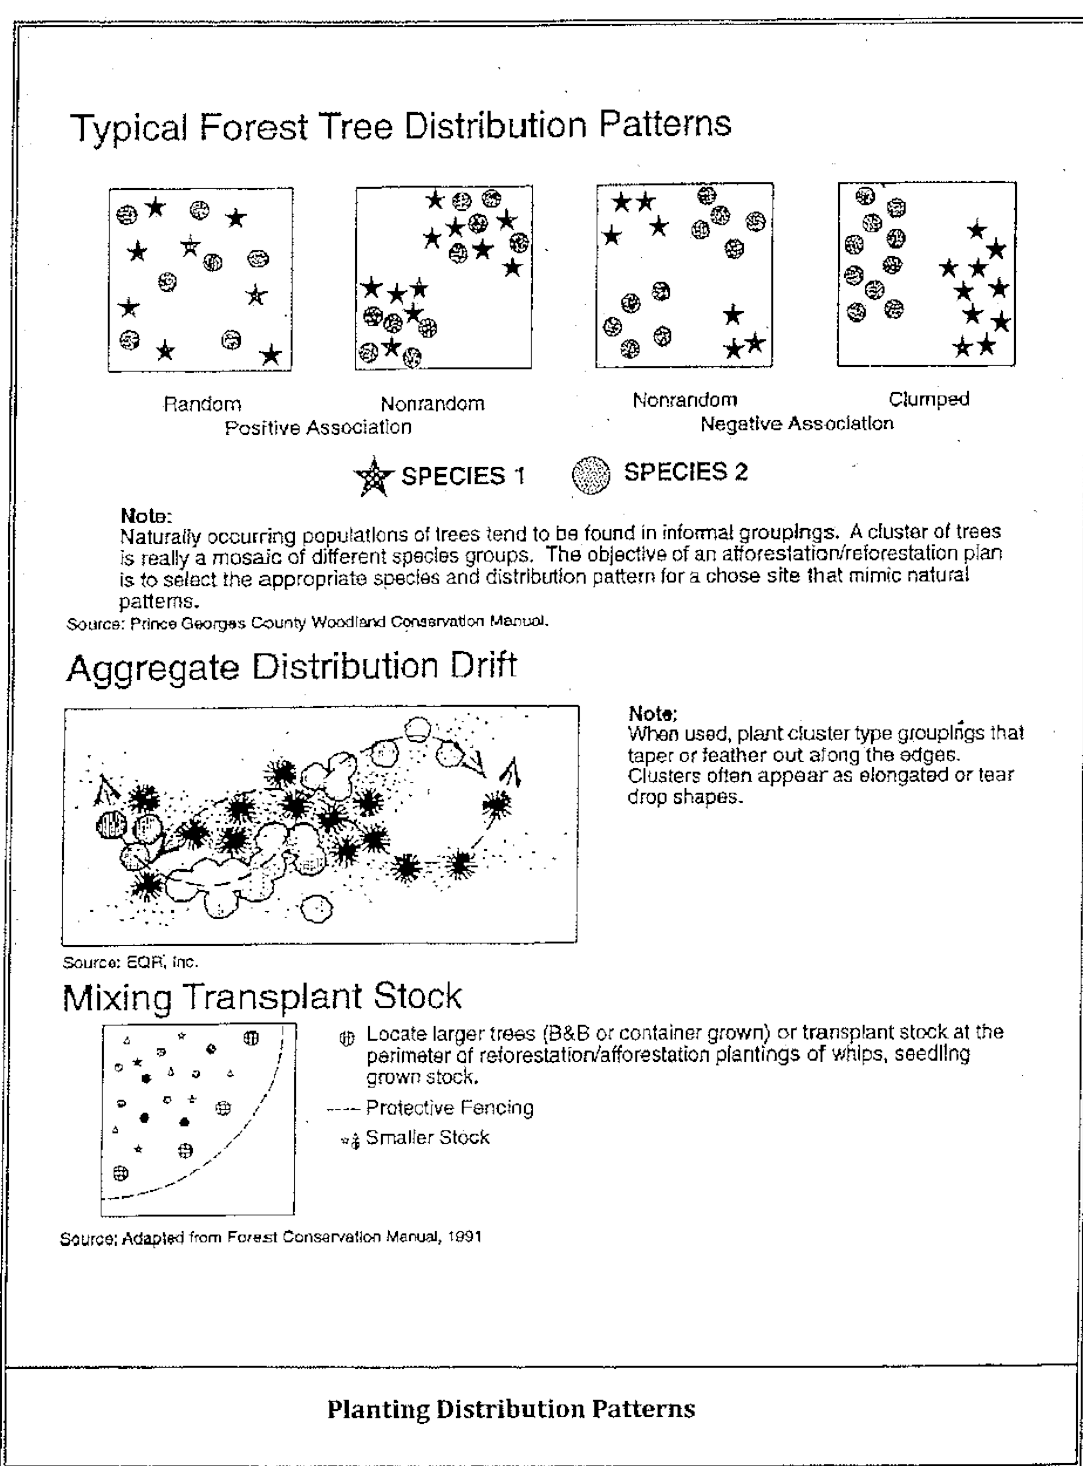 Typical Forest Tree Distribution Patterns
Random
Nonrandom
Nonrandom
Clumped
Positive Association
Negative Association
SPECIES 1
SPECIES 2
Note:
Naturally occurring populations of trees tend to be found in informal groupings. A cluster of trees
is really a mosaic of different species groups. The objective of an afforestation/reforestation plan
is to select the appropriate species and distribution pattern for a chose site that mimic natural
patterns.
Source: Prince Georges County Woodland Conservation Manual.
Aggregate Distribution Drift
Note:
When used, plant cluster type groupings that
taper or feather out along the edges.
Clusters often appear as elongated or tear
drop shapes.
Source: EQR, Inc.
Mixing Transplant Stock
Locate larger trees (B&B or container grown) or transplant stock at the
perimeter of reforestation/afforestation plantings of whips, seedling
grown stock.
Protective Fencing
Smaller Stock
Source: Adapted from Forest Conservation Manual, 1991
Planting Distribution Patterns